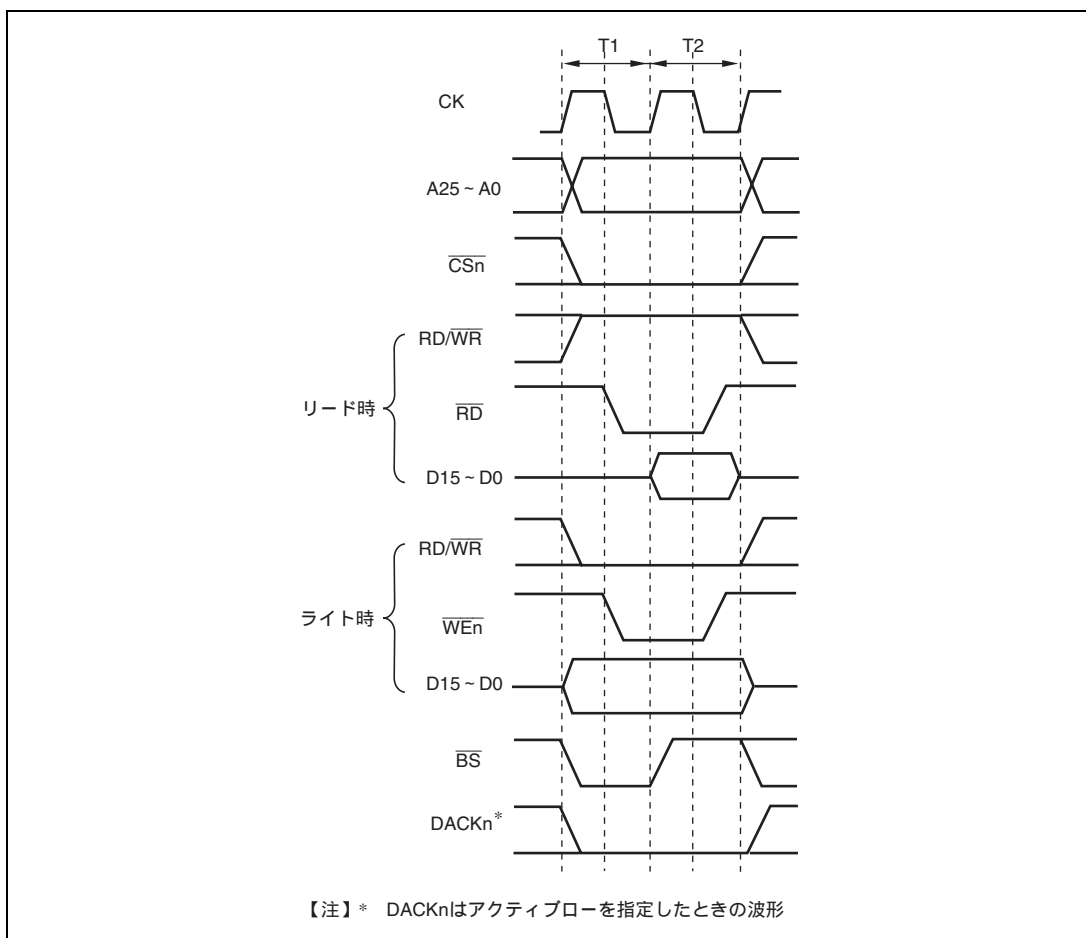 T1 T2
CK
A25~A0
CSn
RD/WR
リード時
RD
D15~D0
RD/WR
ライト時
WEn
D15~D0
BS
DACKn*
【注】* DACKnはアクティブローを指定したときの波形